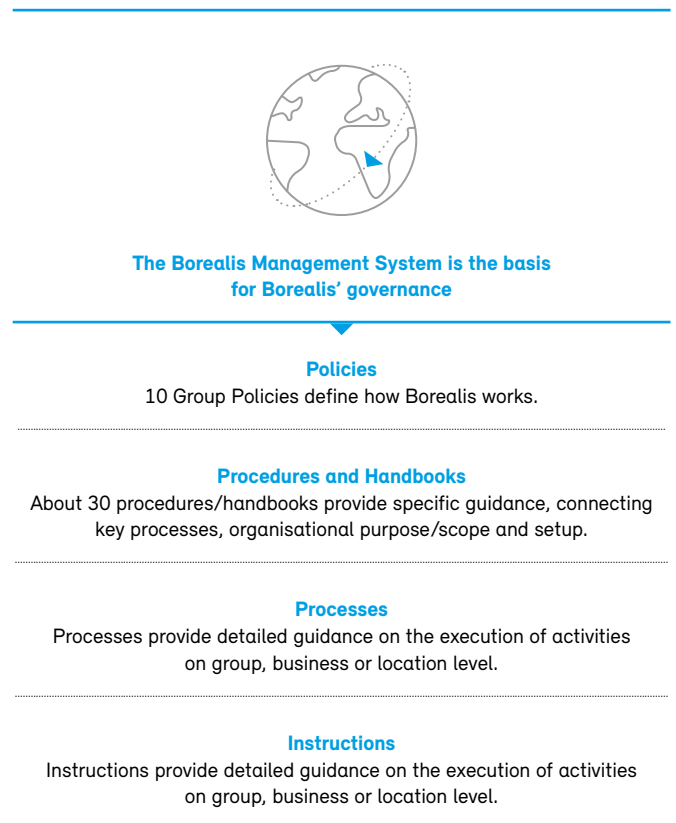 The Borealis Management System is the basis
for Borealis’ governance
Policies
10 Group Policies define how Borealis works.
Procedures and Handbooks
About 30 procedures/handbooks provide specific guidance, connecting
key processes, organisational purpose/scope and setup.
Processes
Processes provide detailed guidance on the execution of activities
on group, business or location level.
Instructions
Instructions provide detailed guidance on the execution of activities
on group, business or location level.